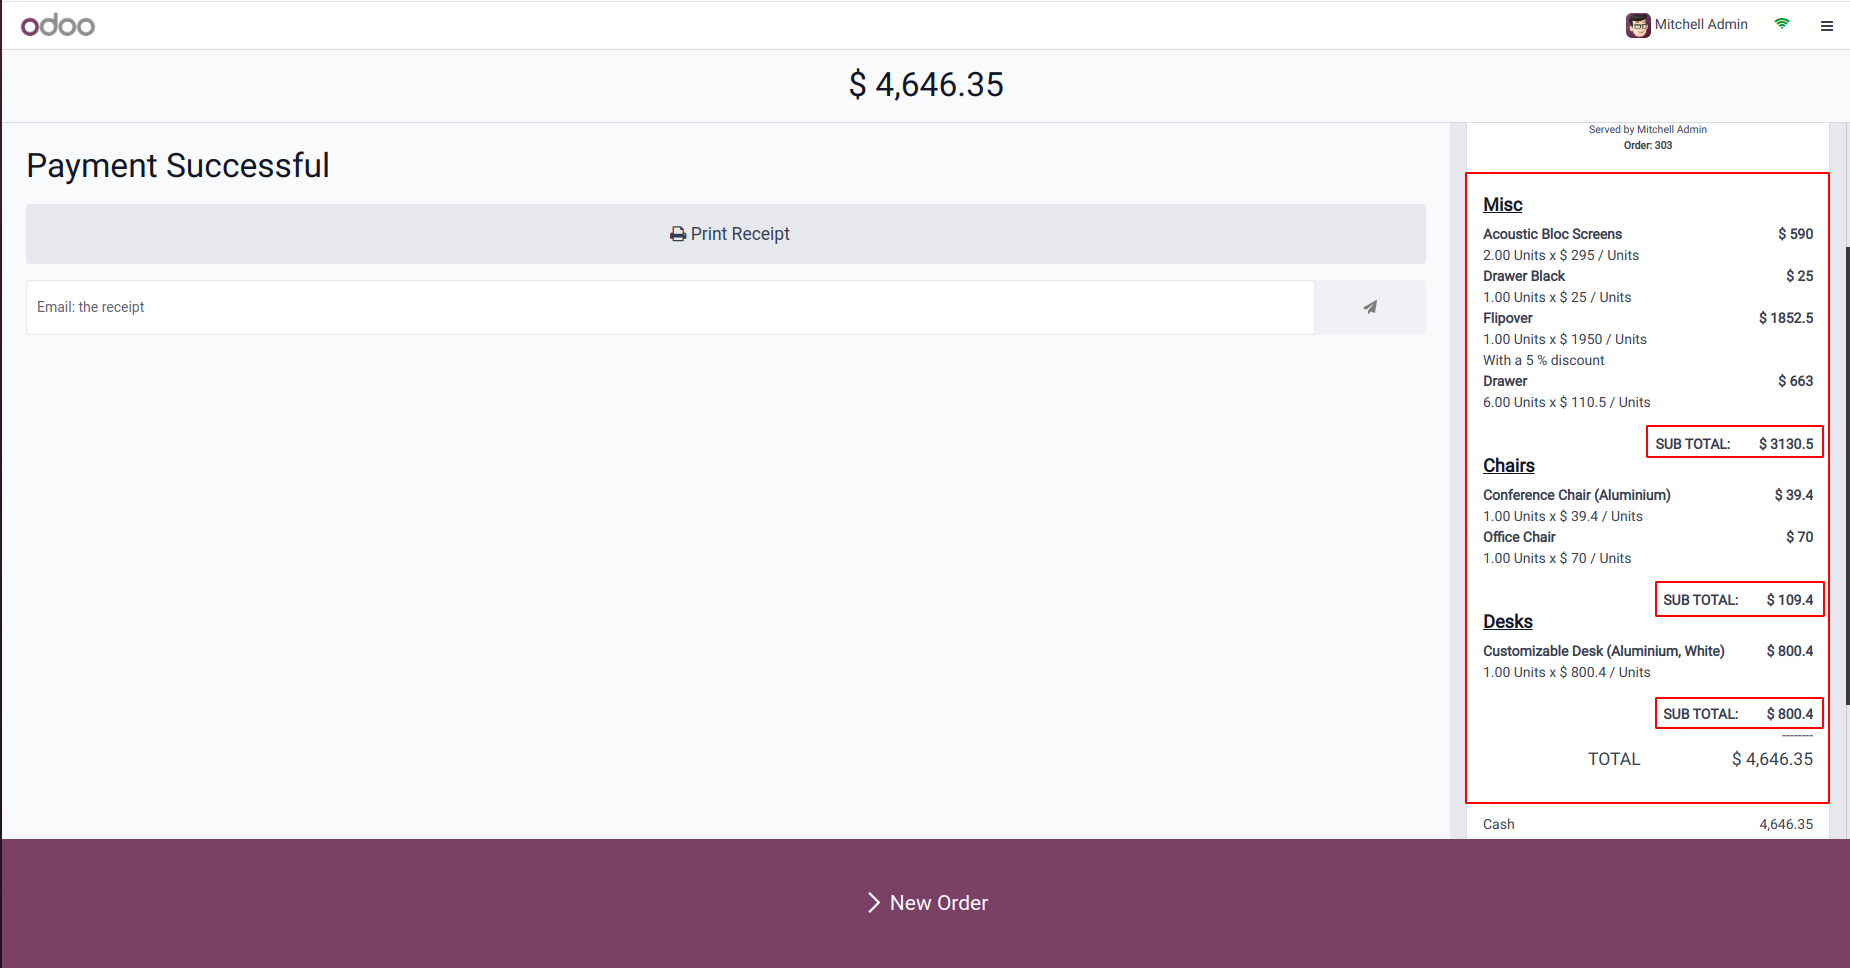 odoo
Mitchell Admin
$ 4,646.35
Payment Successful
Print Receipt
Email: the receipt
Served by Mitchell Admin
Order: 303
Misc
Acoustic Bloc Screens $ 590
2.00 Units x $ 295 / Units
Drawer Black $ 25
1.00 Units x $ 25 / Units
Flipover $ 1852.5
1.00 Units x $ 1950 / Units
With a 5 % discount
Drawer $ 663
6.00 Units x $ 110.5 / Units
SUB TOTAL: $ 3130.5
Chairs
Conference Chair (Aluminium) $ 39.4
1.00 Units x $ 39.4 / Units
Office Chair $ 70
1.00 Units x $ 70 / Units
SUB TOTAL: $ 109.4
Desks
Customizable Desk (Aluminium, White) $ 800.4
1.00 Units x $ 800.4 / Units
SUB TOTAL: $ 800.4
--------
TOTAL $ 4,646.35
Cash 4,646.35
New Order